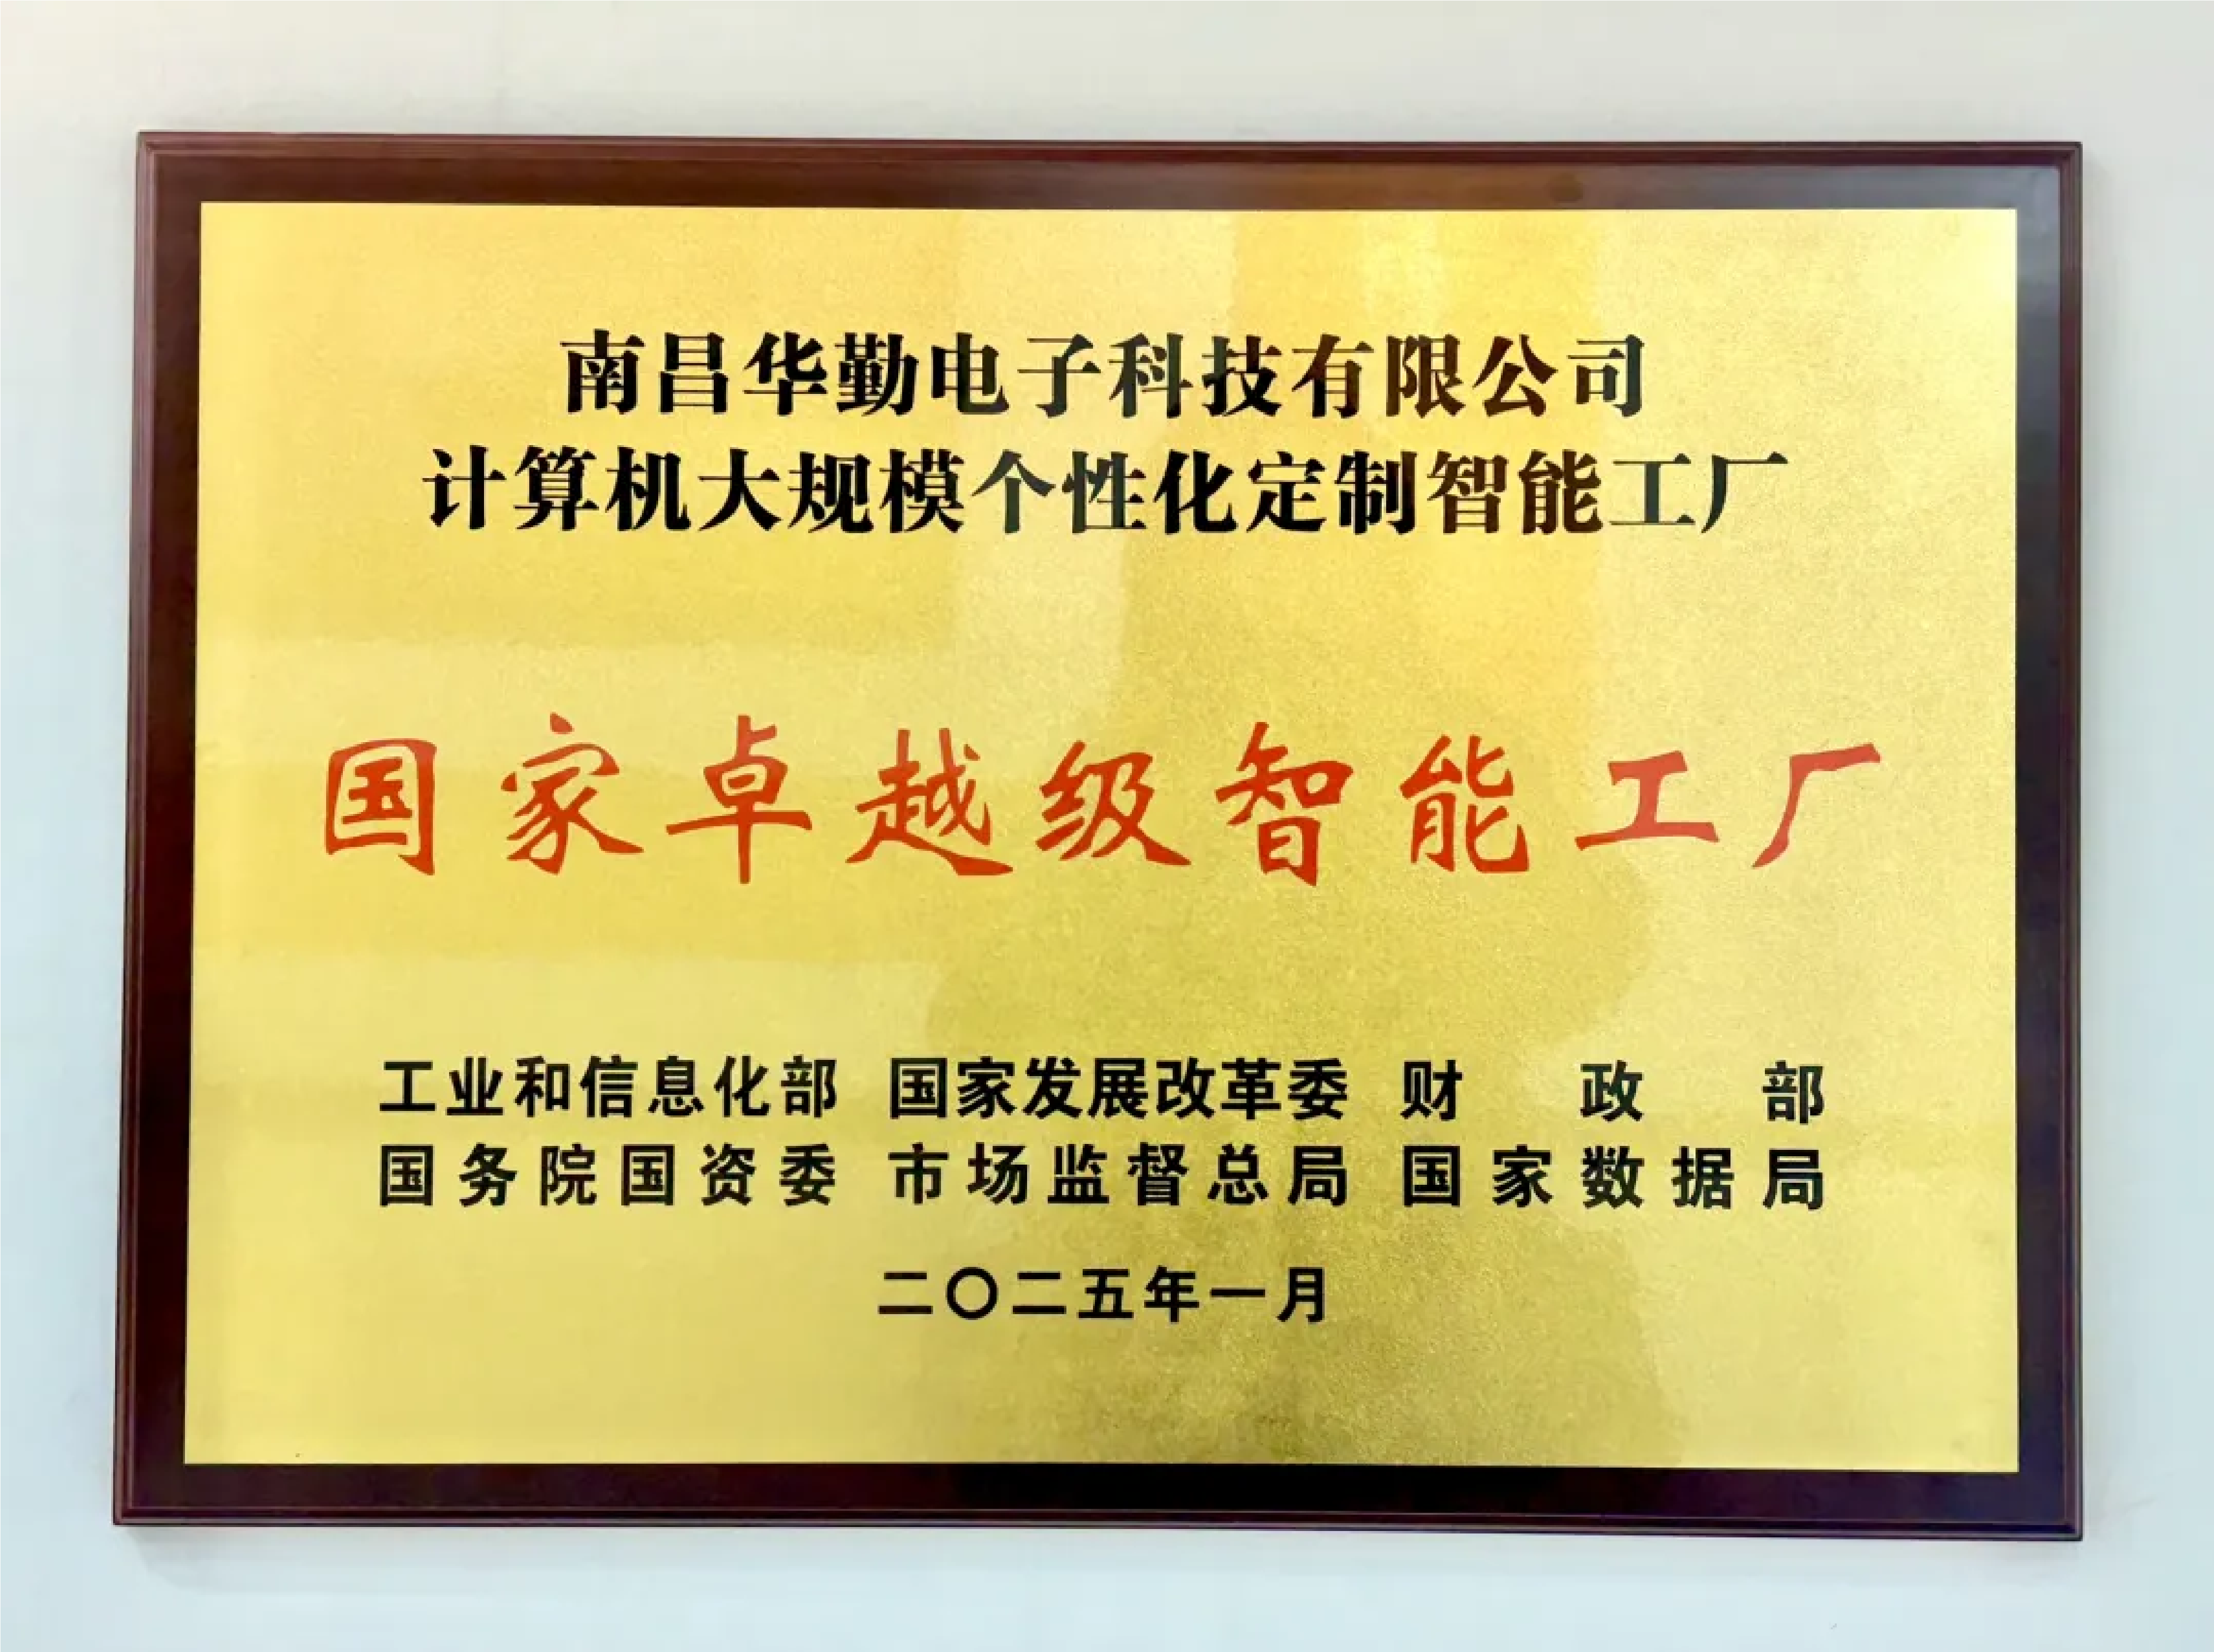 南昌华勤电子科技有限公司
计算机大规模个性化定制智能工厂
国家卓越级智能工厂
工业和信息化部 国家发展改革委 财政部
国务院国资委 市场监督总局 国家数据局
二〇二五年一月